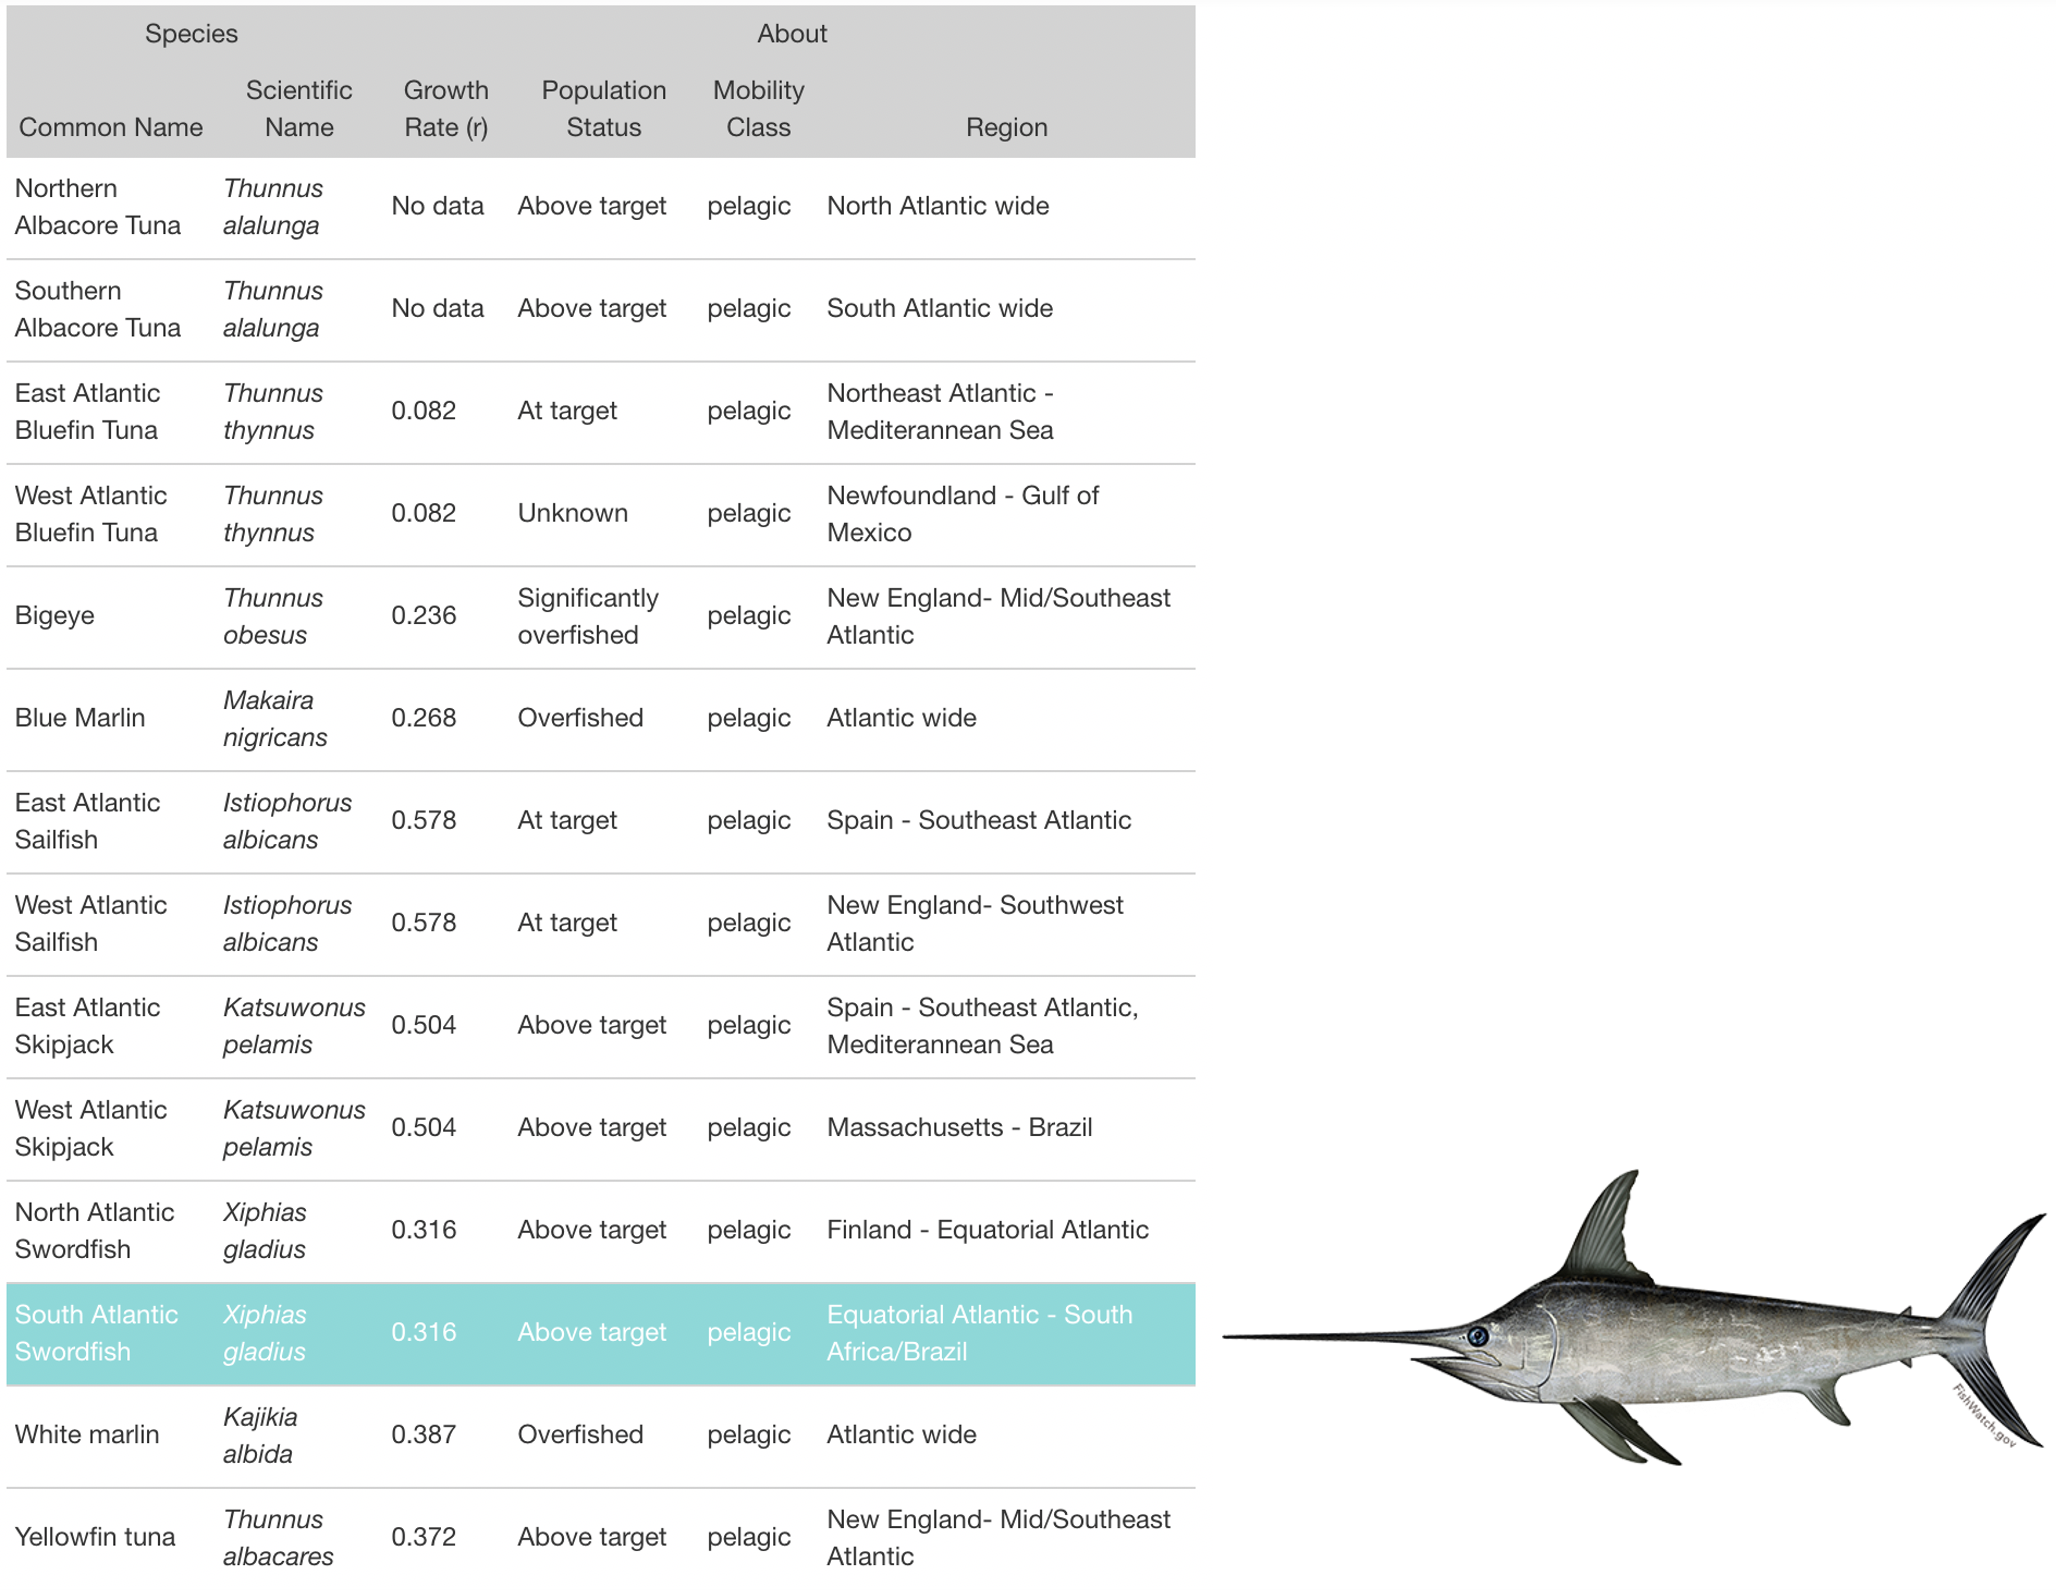 Species About
Scientific Growth Population Mobility
Common Name Name Rate (r) Status Class Region
Northern Thunnus
No data Above target pelagic North Atlantic wide
Albacore Tuna alalunga
Southern Thunnus
No data Above target pelagic South Atlantic wide
Albacore Tuna alalunga
East Atlantic Thunnus Northeast Atlantic -
0.082 At target pelagic
Bluefin Tuna thynnus Mediterannean Sea
West Atlantic Thunnus Newfoundland - Gulf of
0.082 Unknown pelagic
Bluefin Tuna thynnus Mexico
Thunnus Significantly New England- Mid/Southeast
Bigeye 0.236 pelagic
obesus overfished Atlantic
Makaira
Blue Marlin 0.268 Overfished pelagic Atlantic wide
nigricans
East Atlantic Istiophorus
0.578 At target pelagic Spain - Southeast Atlantic
Sailfish albicans
West Atlantic Istiophorus New England- Southwest
0.578 At target pelagic
Sailfish albicans Atlantic
East Atlantic Katsuwonus Spain - Southeast Atlantic,
0.504 Above target pelagic
Skipjack pelamis Mediterannean Sea
West Atlantic Katsuwonus
0.504 Above target pelagic Massachusetts - Brazil
Skipjack pelamis
North Atlantic Xiphias
0.316 Above target pelagic Finland - Equatorial Atlantic
Swordfish gladius
South Atlantic Xiphias Equatorial Atlantic - South
0.316 Above target pelagic
Swordfish gladius Africa/Brazil
Kajikia
White marlin 0.387 Overfished pelagic Atlantic wide
albida
Thunnus New England- Mid/Southeast
Yellowfin tuna 0.372 Above target pelagic
albacares Atlantic
FishWatch.gov